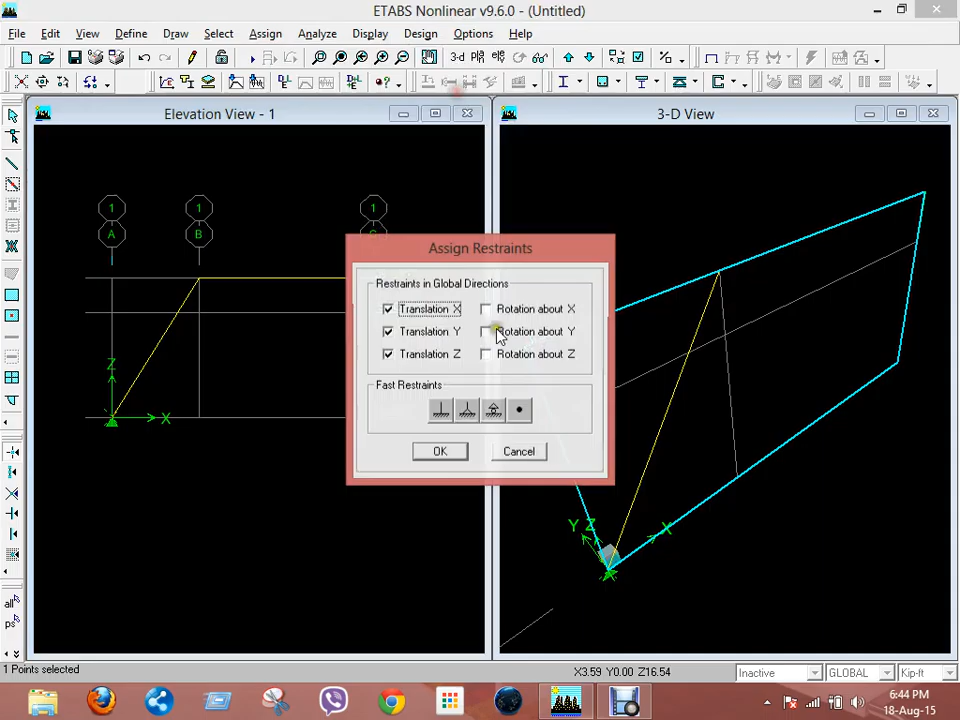 ETABS Nonlinear v9.6.0 - (Untitled)
File Edit View Define Draw Select Assign Analyze Display Design Options Help
3-d
Elevation View - 1
3-D View
1 1 1
A B C
Z
X
Assign Restraints
Restraints in Global Directions
Translation X Rotation about X
Translation Y Rotation about Y
Translation Z Rotation about Z
Fast Restraints
OK Cancel
Y Z X
all
ps
1 Points selected
X3.59 Y0.00 Z16.54
Inactive GLOBAL Kip-ft
6:44 PM
18-Aug-15